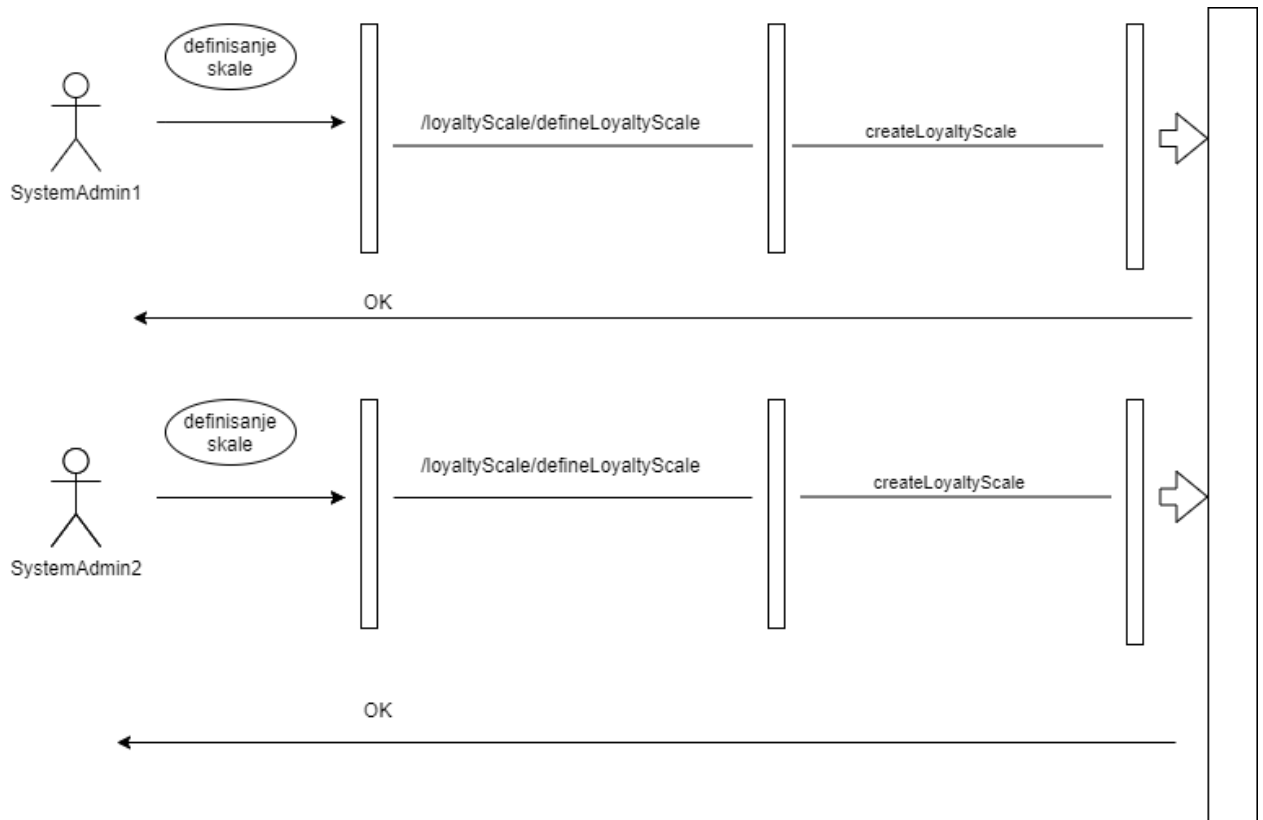 definisanje
skale
/loyaltyScale/defineLoyaltyScale
createLoyaltyScale
SystemAdmin1
OK
definisanje
skale
/loyaltyScale/defineLoyaltyScale
createLoyaltyScale
SystemAdmin2
OK